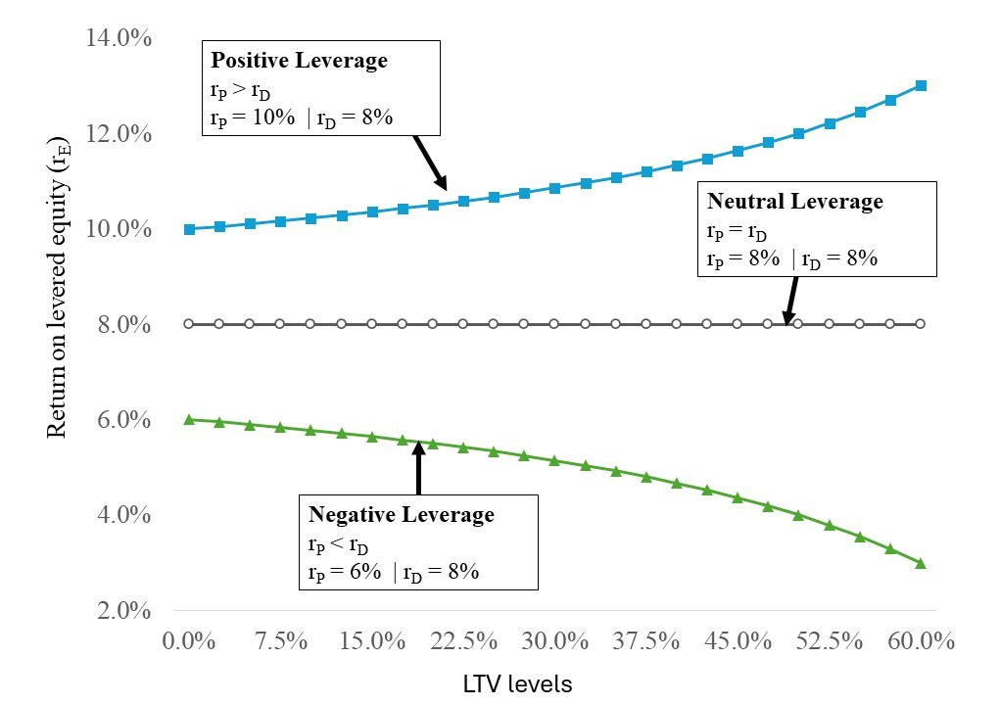 14.0%
12.0%
10.0%
8.0%
6.0%
4.0%
2.0%
Return on levered equity (rE)
Positive Leverage
rP > rD
rP = 10% | rD = 8%
Neutral Leverage
rP = rD
rP = 8% | rD = 8%
Negative Leverage
rP < rD
rP = 6% | rD = 8%
0.0% 7.5% 15.0% 22.5% 30.0% 37.5% 45.0% 52.5% 60.0%
LTV levels